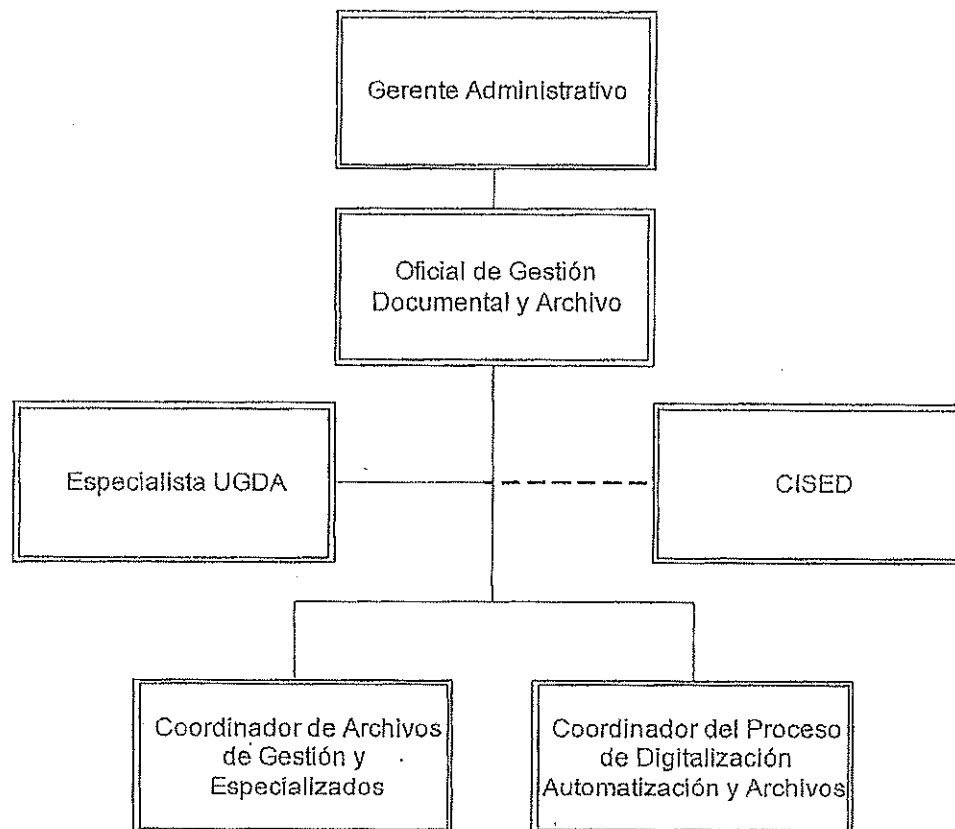 Gerente Administrativo
Oficial de Gestión
Documental y Archivo
Especialista UGDA
CISED
Coordinador de Archivos
de Gestión y
Especializados
Coordinador del Proceso
de Digitalización
Automatización y Archivos